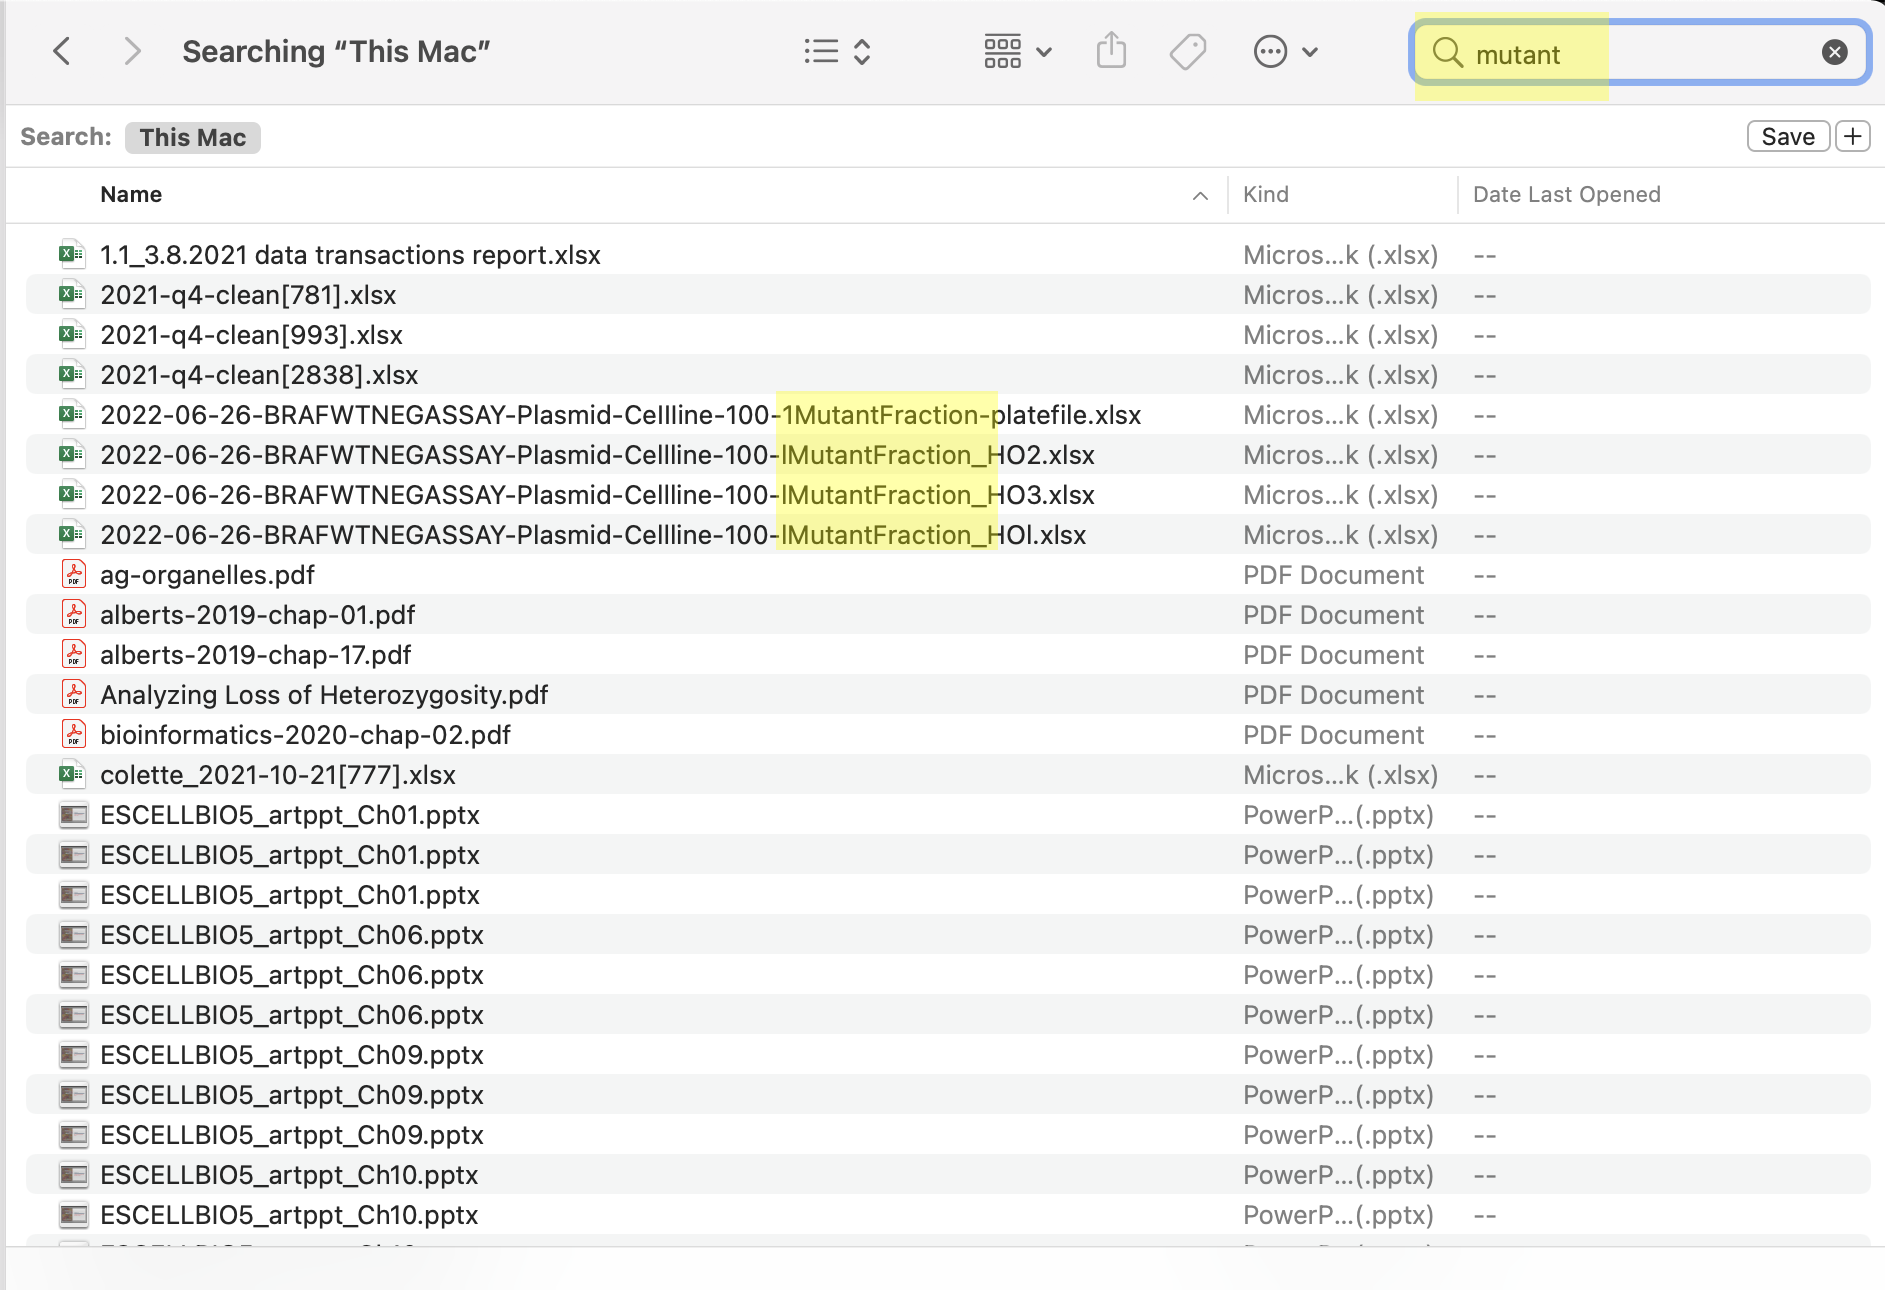 Searching “This Mac”
mutant
Search: This Mac Save +
Name Kind Date Last Opened
1.1_3.8.2021 data transactions report.xlsx Micros...k (.xlsx) --
2021-q4-clean[781].xlsx Micros...k (.xlsx) --
2021-q4-clean[993].xlsx Micros...k (.xlsx) --
2021-q4-clean[2838].xlsx Micros...k (.xlsx) --
2022-06-26-BRAFWTNEGASSAY-Plasmid-Cellline-100-1MutantFraction-platefile.xlsx Micros...k (.xlsx) --
2022-06-26-BRAFWTNEGASSAY-Plasmid-Cellline-100-lMutantFraction_HO2.xlsx Micros...k (.xlsx) --
2022-06-26-BRAFWTNEGASSAY-Plasmid-Cellline-100-lMutantFraction_HO3.xlsx Micros...k (.xlsx) --
2022-06-26-BRAFWTNEGASSAY-Plasmid-Cellline-100-lMutantFraction_HOl.xlsx Micros...k (.xlsx) --
ag-organelles.pdf PDF Document --
alberts-2019-chap-01.pdf PDF Document --
alberts-2019-chap-17.pdf PDF Document --
Analyzing Loss of Heterozygosity.pdf PDF Document --
bioinformatics-2020-chap-02.pdf PDF Document --
colette_2021-10-21[777].xlsx Micros...k (.xlsx) --
ESCELLBIO5_artppt_Ch01.pptx PowerP...(.pptx) --
ESCELLBIO5_artppt_Ch01.pptx PowerP...(.pptx) --
ESCELLBIO5_artppt_Ch01.pptx PowerP...(.pptx) --
ESCELLBIO5_artppt_Ch06.pptx PowerP...(.pptx) --
ESCELLBIO5_artppt_Ch06.pptx PowerP...(.pptx) --
ESCELLBIO5_artppt_Ch06.pptx PowerP...(.pptx) --
ESCELLBIO5_artppt_Ch09.pptx PowerP...(.pptx) --
ESCELLBIO5_artppt_Ch09.pptx PowerP...(.pptx) --
ESCELLBIO5_artppt_Ch09.pptx PowerP...(.pptx) --
ESCELLBIO5_artppt_Ch10.pptx PowerP...(.pptx) --
ESCELLBIO5_artppt_Ch10.pptx PowerP...(.pptx) --